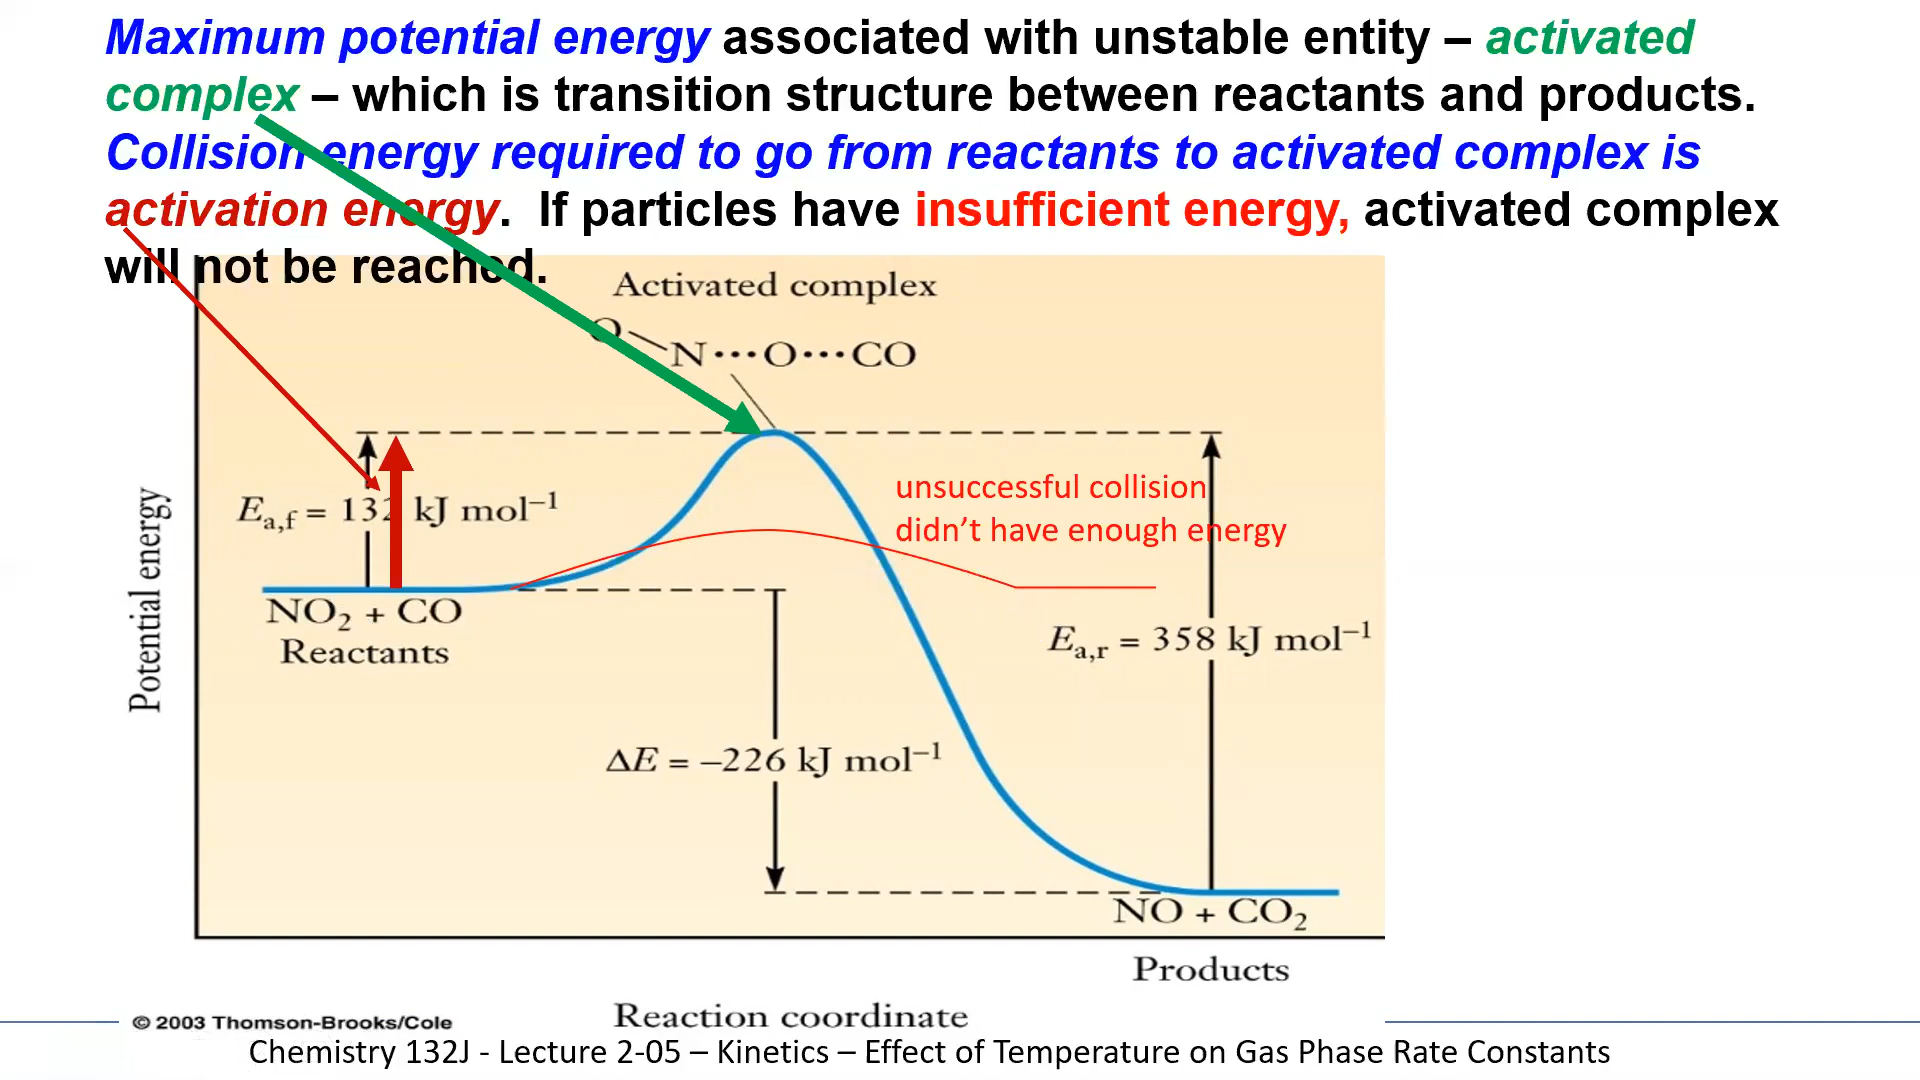 Maximum potential energy associated with unstable entity – activated
complex – which is transition structure between reactants and products.
Collision energy required to go from reactants to activated complex is
activation energy. If particles have insufficient energy, activated complex
will not be reached.
Activated complex
O
N···O···CO
unsuccessful collision
didn’t have enough energy
Eₐ,f = 132 kJ mol⁻¹
Potential energy
NO₂ + CO
Reactants
Eₐ,r = 358 kJ mol⁻¹
ΔE = –226 kJ mol⁻¹
NO + CO₂
Products
Reaction coordinate
© 2003 Thomson-Brooks/Cole
Chemistry 132J - Lecture 2-05 – Kinetics – Effect of Temperature on Gas Phase Rate Constants